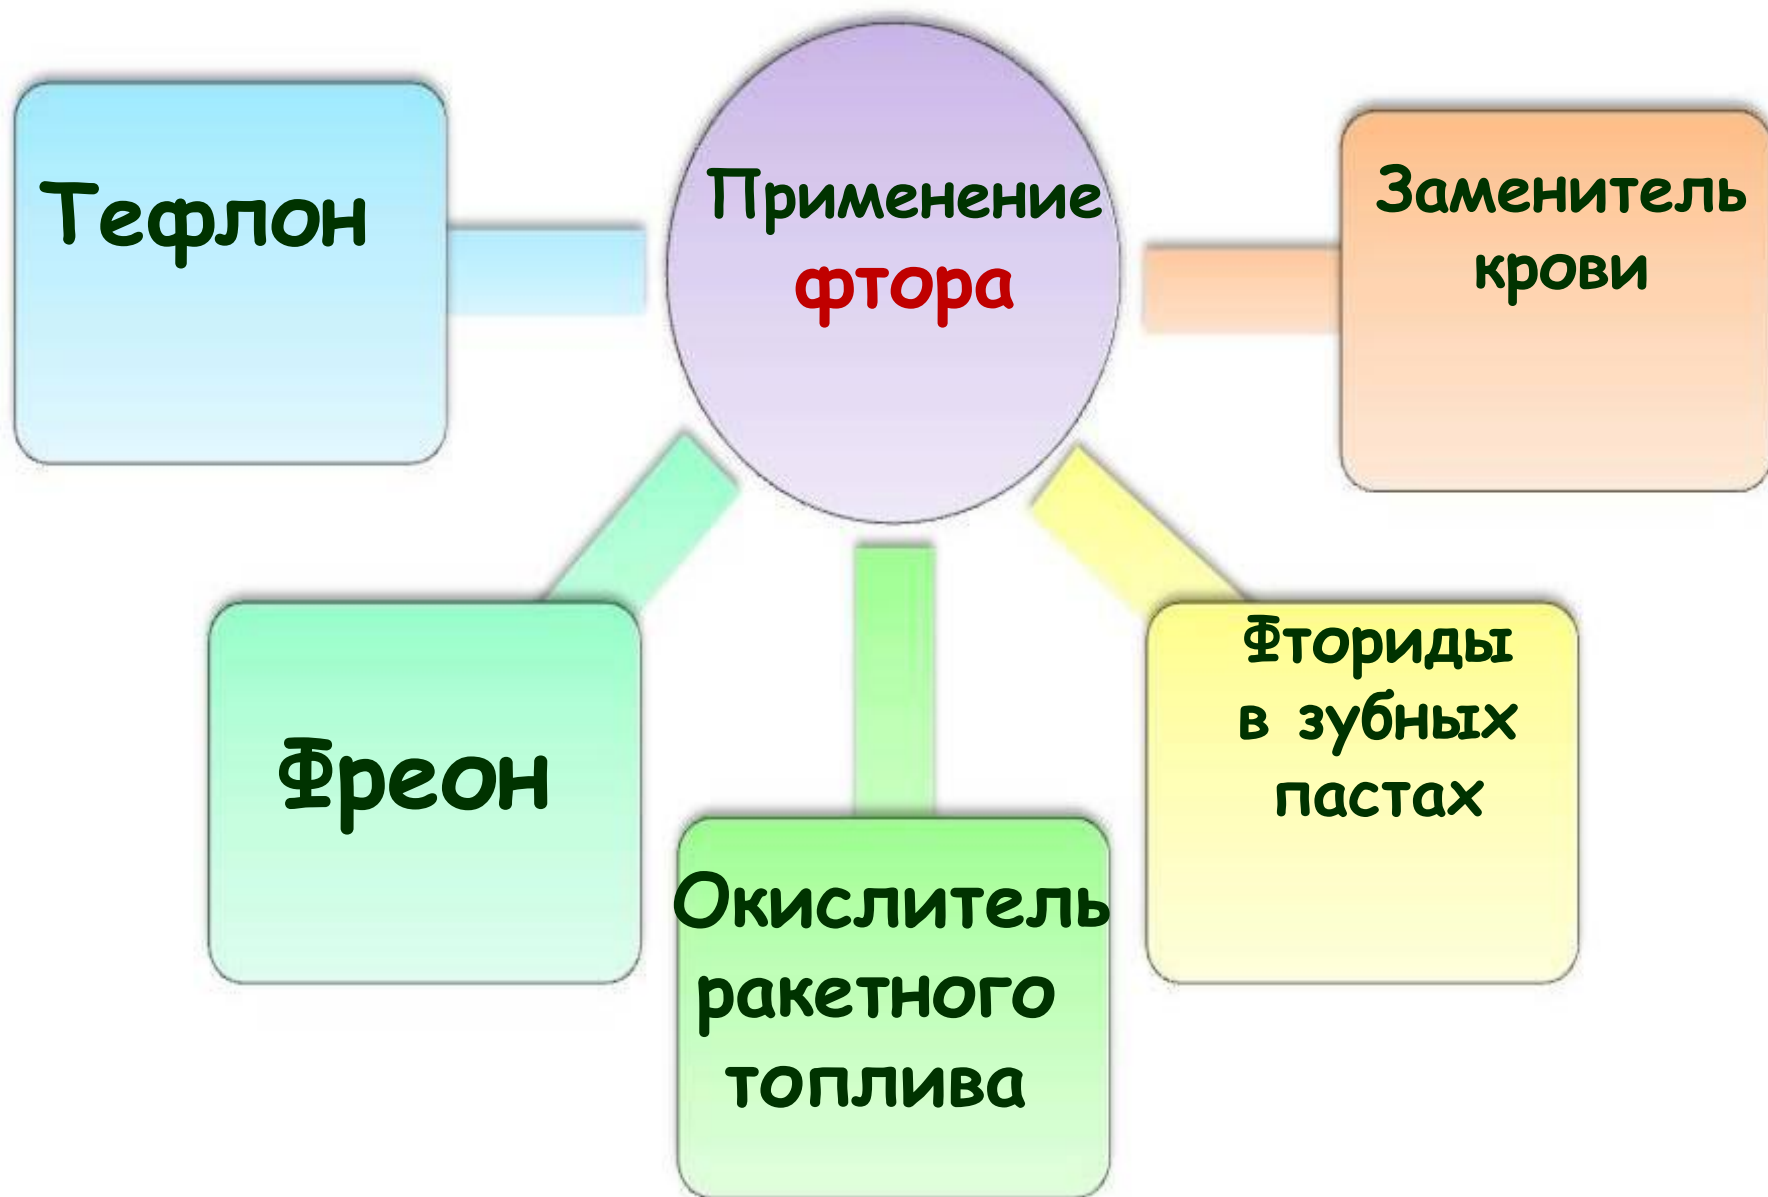 Применение
фтора
Тефлон
Заменитель
крови
Фреон
Окислитель
ракетного
топлива
Фториды
в зубных
пастах